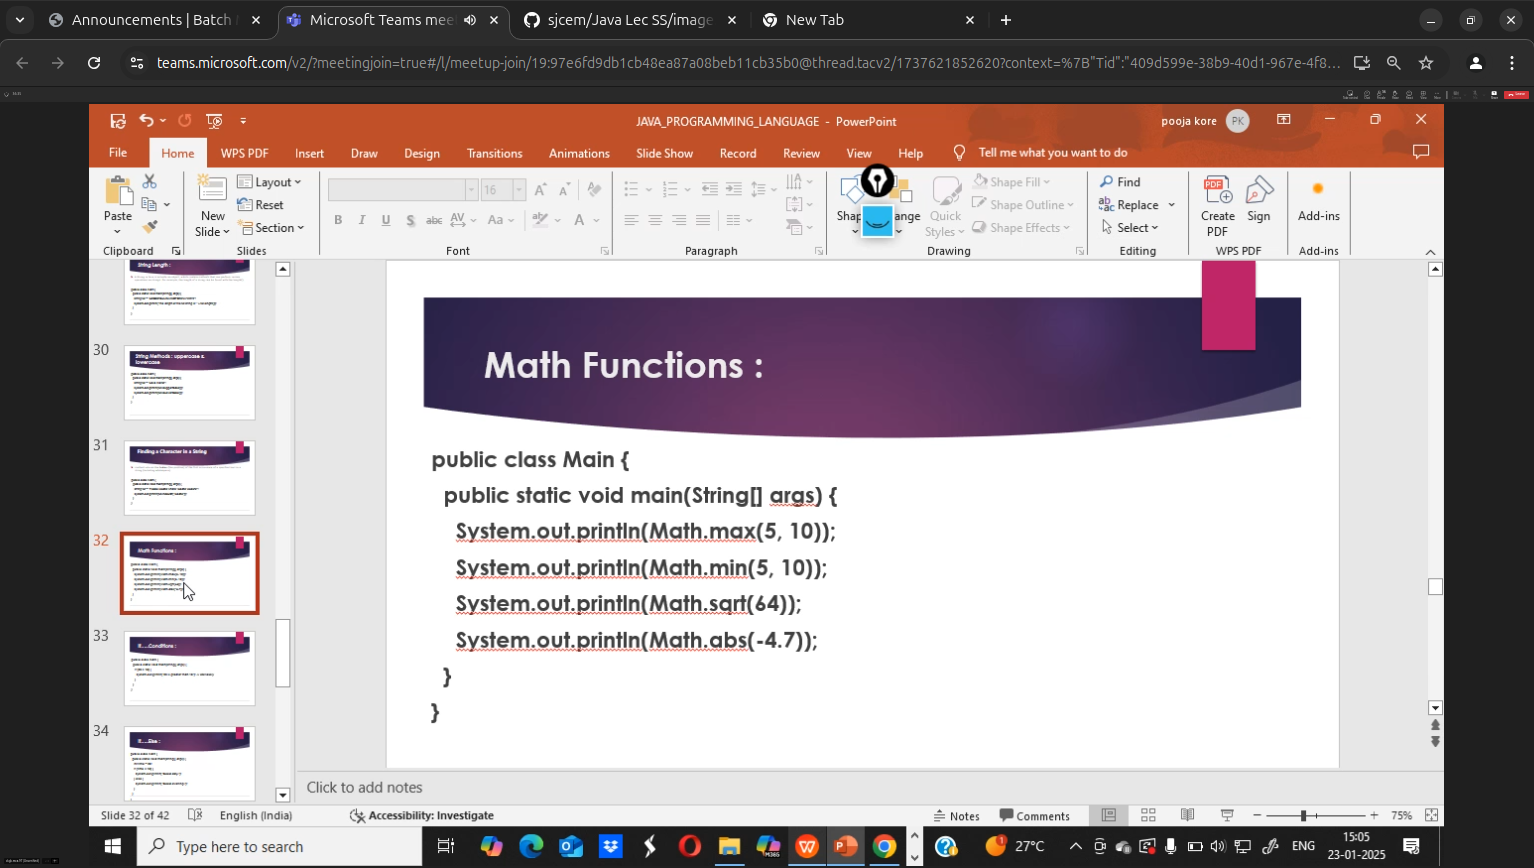 Announcements | Batch
Microsoft Teams mee
sjcem/Java Lec SS/image
New Tab
teams.microsoft.com/v2/?meetingjoin=true#/l/meetup-join/19:97e6fd9db1cb48ea87a08beb11cb35b0@thread.tacv2/1737621852620?context=%7B"Tid":"409d599e-38b9-40d1-967e-4f8...
JAVA_PROGRAMMING_LANGUAGE - PowerPoint
pooja kore PK
File Home WPS PDF Insert Draw Design Transitions Animations Slide Show Record Review View Help Tell me what you want to do
Paste
Clipboard
New
Slide
Layout
Reset
Section
Slides
16
B I U S abc AV Aa A
Font
Paragraph
Shap
ange
Quick
Styles
Shape Fill
Shape Outline
Shape Effects
Drawing
Find
Replace
Select
Editing
Create
PDF
Sign
WPS PDF
Add-ins
Add-ins
String Length :
30
String Methods : uppercase &
lowercase
31
Finding a Character in a String
32
Math Functions :
33
If.....Conditions :
34
If.....Else :
Math Functions :
public class Main {
public static void main(String[] args) {
System.out.println(Math.max(5, 10));
System.out.println(Math.min(5, 10));
System.out.println(Math.sqrt(64));
System.out.println(Math.abs(-4.7));
}
}
Click to add notes
Slide 32 of 42 English (India) Accessibility: Investigate Notes Comments 75%
Type here to search
27°C
ENG
15:05
23-01-2025